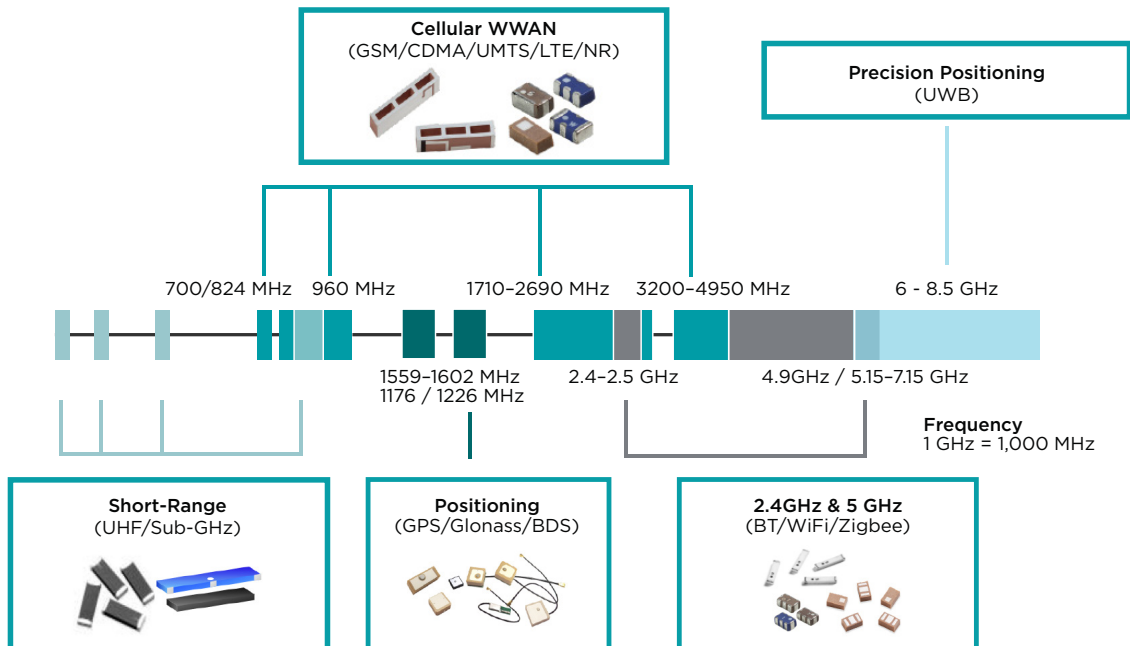 Cellular WWAN
(GSM/CDMA/UMTS/LTE/NR)
Precision Positioning
(UWB)
700/824 MHz
960 MHz
1710–2690 MHz
3200–4950 MHz
6 - 8.5 GHz
1559–1602 MHz
1176 / 1226 MHz
2.4–2.5 GHz
4.9GHz / 5.15–7.15 GHz
Frequency
1 GHz = 1,000 MHz
Short-Range
(UHF/Sub-GHz)
Positioning
(GPS/Glonass/BDS)
2.4GHz & 5 GHz
(BT/WiFi/Zigbee)